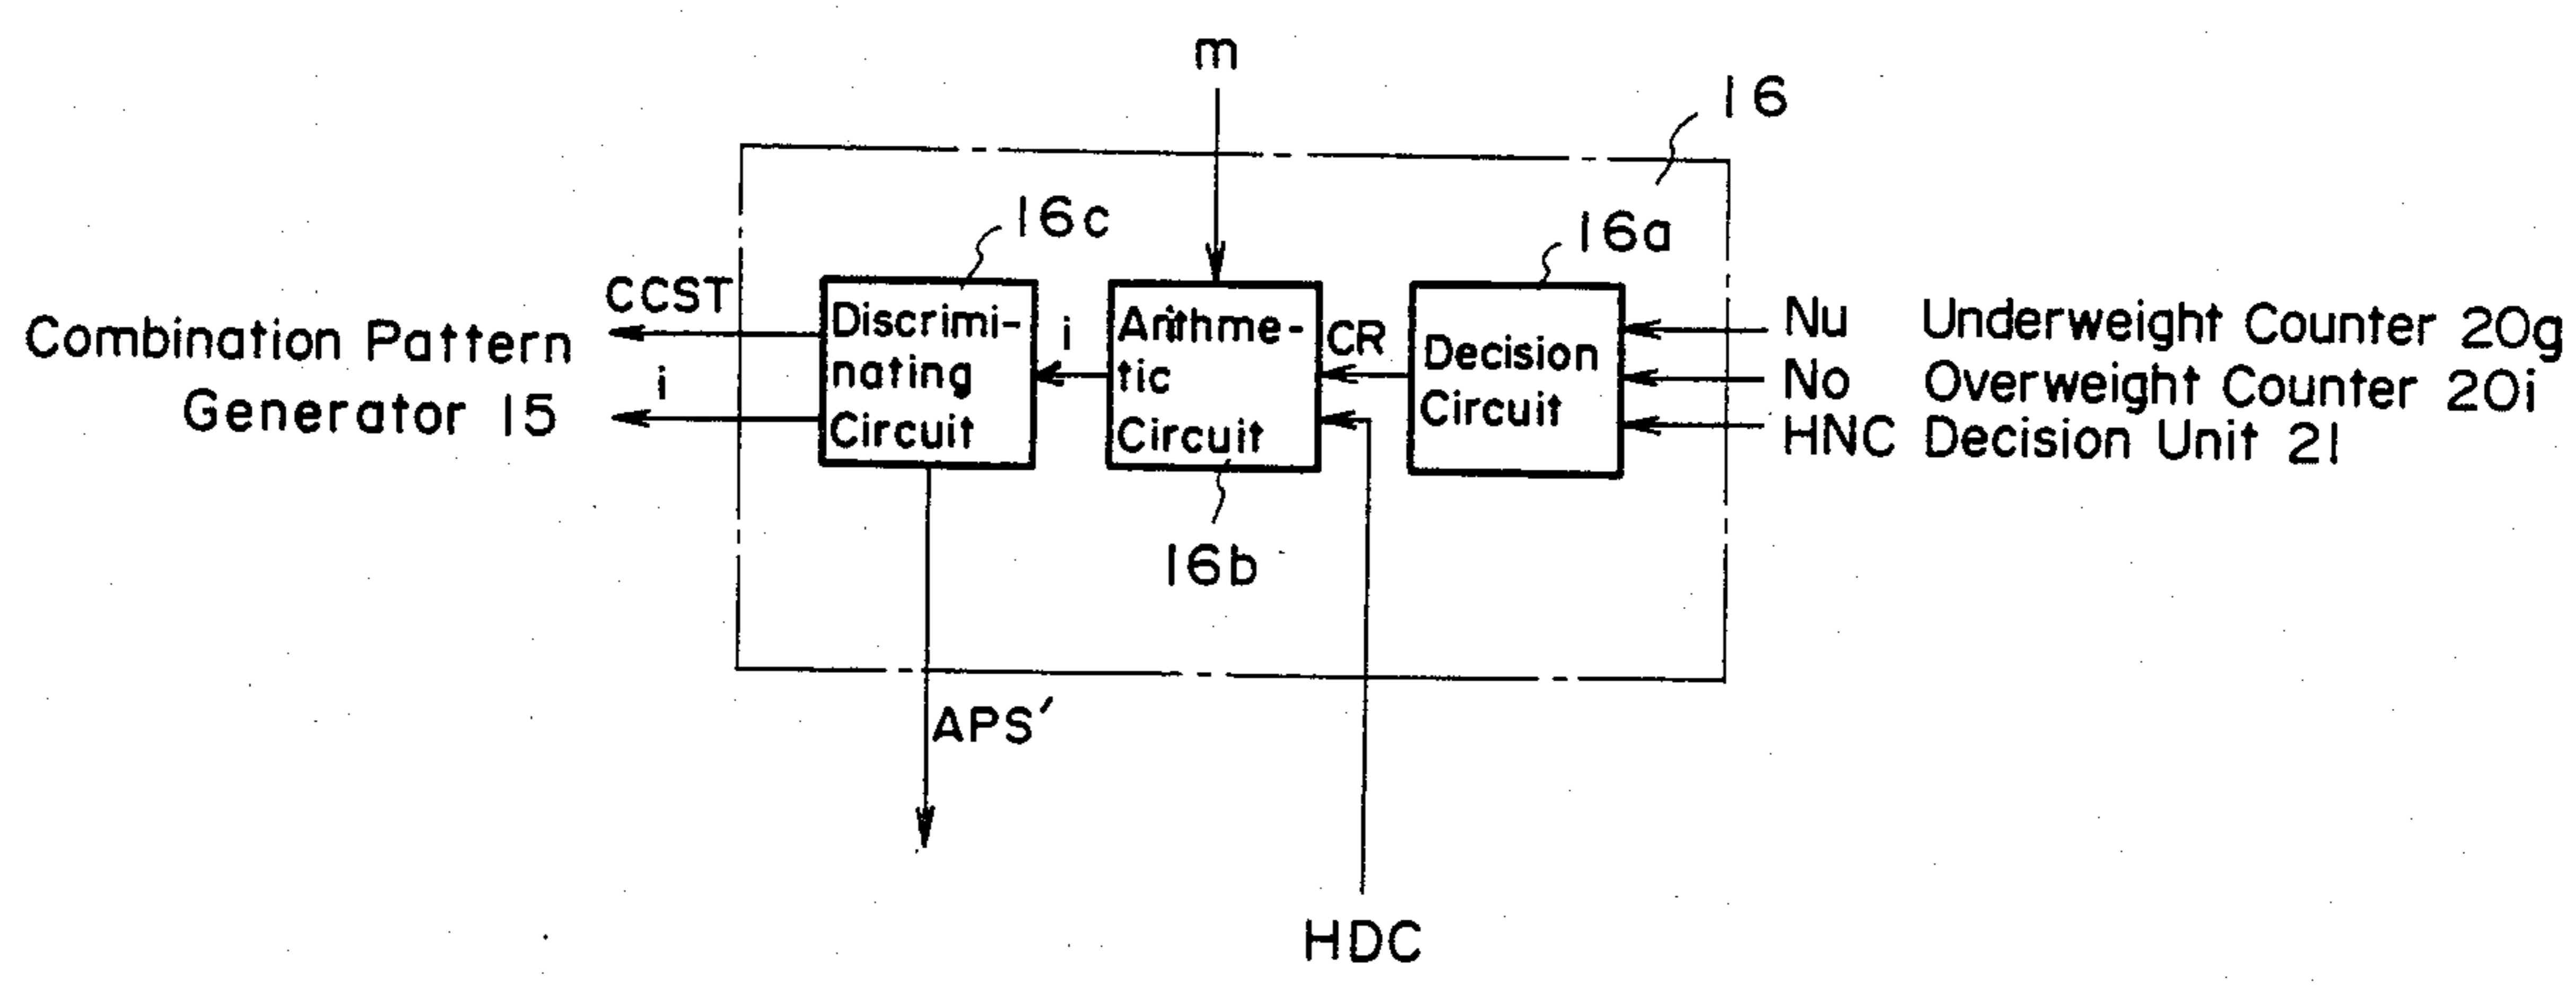 m
16
16c
16a
CCST
Combination Pattern
Generator 15
i
Discrimi-
nating
Circuit
i
Arithme-
tic
Circuit
CR
Decision
Circuit
Nu Underweight Counter 20g
No Overweight Counter 20i
HNC Decision Unit 21
16b
APS′
HDC